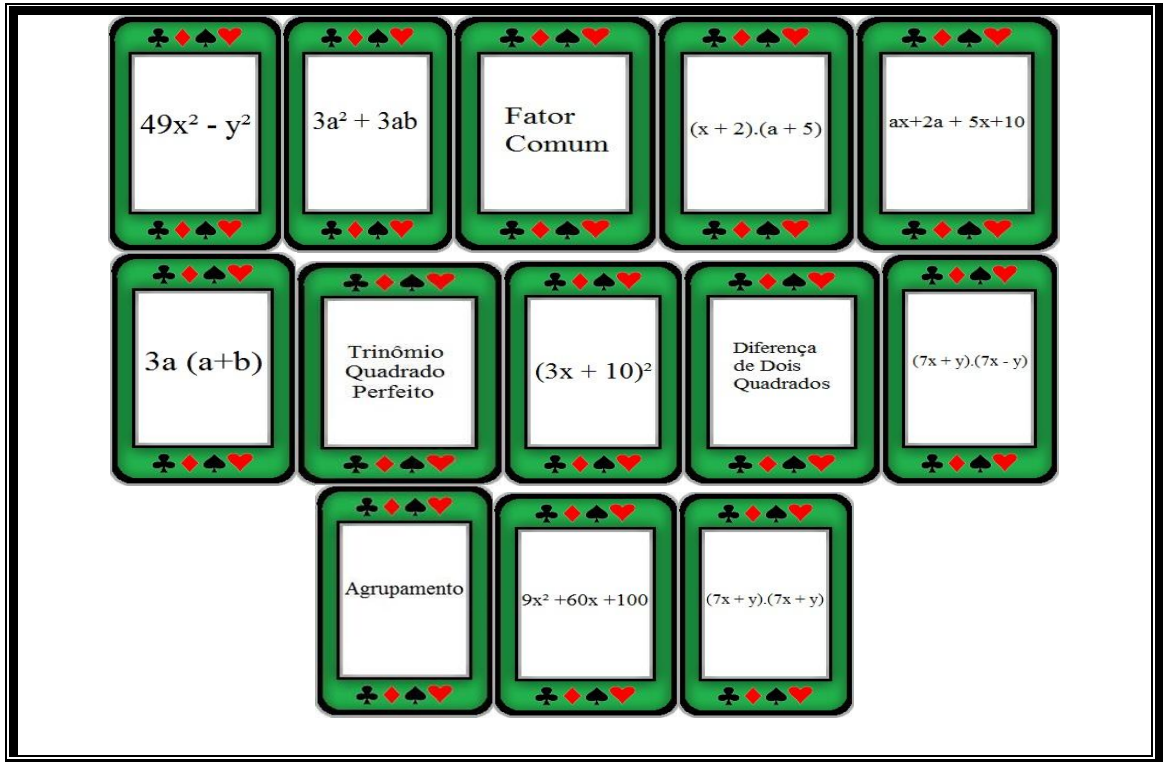 49x² - y²
3a² + 3ab
Fator
Comum
(x + 2).(a + 5)
ax+2a + 5x+10
3a (a+b)
Trinômio
Quadrado
Perfeito
(3x + 10)²
Diferença
de Dois
Quadrados
(7x + y).(7x - y)
Agrupamento
9x² +60x +100
(7x + y).(7x + y)